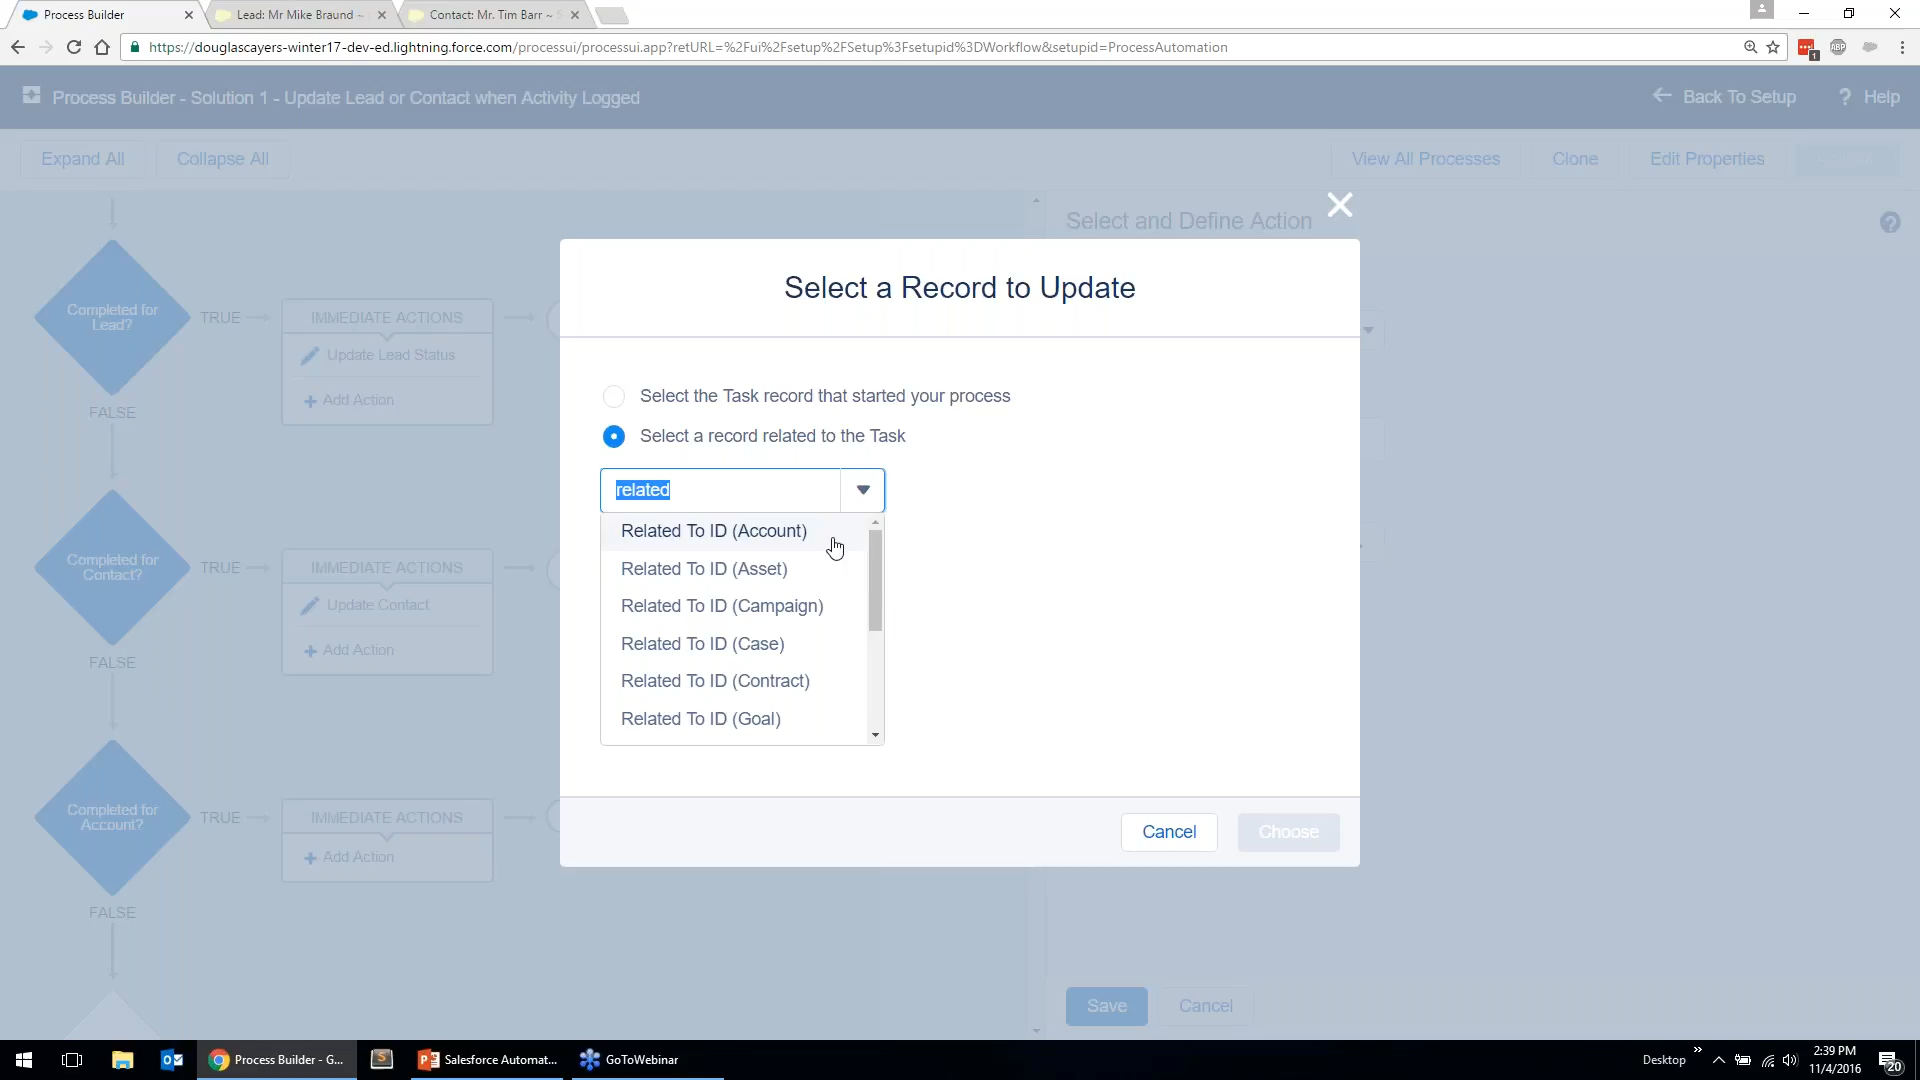 Process Builder
Lead: Mr Mike Braund ~
Contact: Mr. Tim Barr ~
https://douglascayers-winter17-dev-ed.lightning.force.com/processui/processui.app?retURL=%2Fui%2Fsetup%2FSetup%3Fsetupid%3DWorkflow&setupid=ProcessAutomation
1
ABP
Process Builder - Solution 1 - Update Lead or Contact when Activity Logged
Back To Setup
? Help
Expand All
Collapse All
View All Processes
Clone
Edit Properties
Select and Define Action
?
Completed for
Lead?
TRUE
IMMEDIATE ACTIONS
Update Lead Status
+ Add Action
FALSE
Completed for
Contact?
TRUE
IMMEDIATE ACTIONS
Update Contact
+ Add Action
FALSE
Completed for
Account?
TRUE
IMMEDIATE ACTIONS
+ Add Action
FALSE
Select a Record to Update
Select the Task record that started your process
Select a record related to the Task
related
Related To ID (Account)
Related To ID (Asset)
Related To ID (Campaign)
Related To ID (Case)
Related To ID (Contract)
Related To ID (Goal)
Cancel
Choose
Save
Cancel
Process Builder - G...
Salesforce Automat...
GoToWebinar
Desktop
2:39 PM
11/4/2016
20